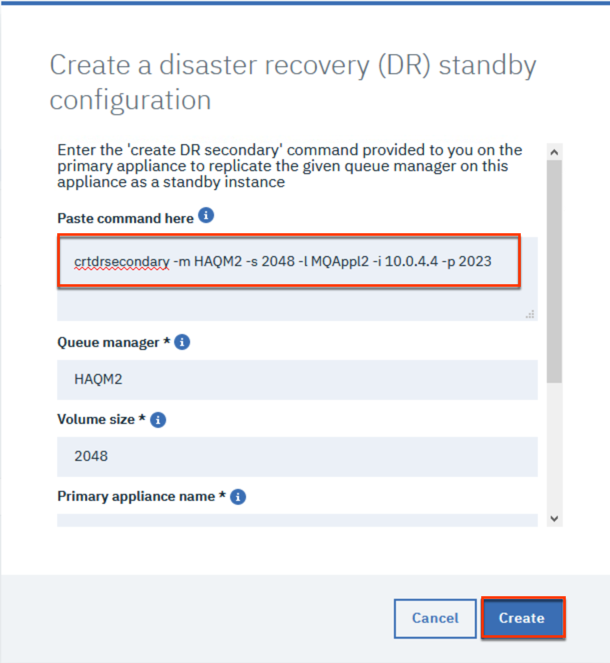 Create a disaster recovery (DR) standby
configuration
Enter the 'create DR secondary' command provided to you on the
primary appliance to replicate the given queue manager on this
appliance as a standby instance
Paste command here i
crtdrsecondary -m HAQM2 -s 2048 -l MQAppl2 -i 10.0.4.4 -p 2023
Queue manager * i
HAQM2
Volume size * i
2048
Primary appliance name * i
Cancel Create